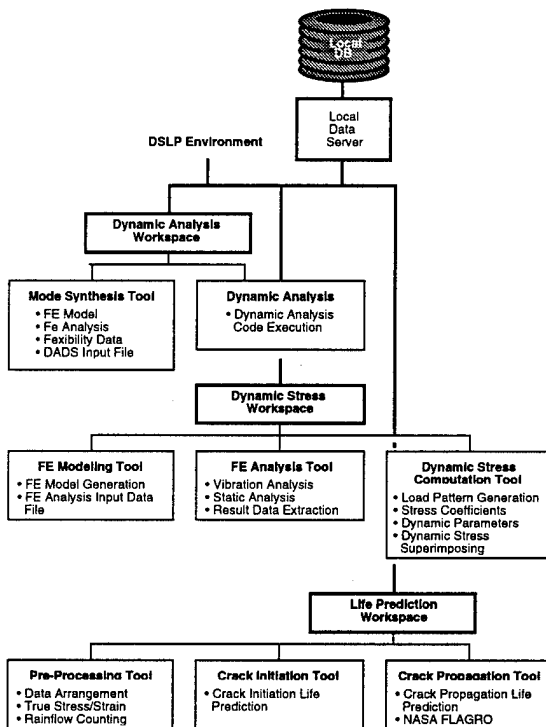 Local
DB
Local
Data
Server
DSLP Environment
Dynamic Analysis
Workspace
Mode Synthesis Tool
• FE Model
• Fe Analysis
• Fexibility Data
• DADS Input File
Dynamic Analysis
• Dynamic Analysis
Code Execution
Dynamic Stress
Workspace
FE Modeling Tool
• FE Model Generation
• FE Analysis Input Data
File
FE Analysis Tool
• Vibration Analysis
• Static Analysis
• Result Data Extraction
Dynamic Stress
Computation Tool
• Load Pattern Generation
• Stress Coefficients
• Dynamic Parameters
• Dynamic Stress
Superimposing
Life Prediction
Workspace
Pre-Processing Tool
• Data Arrangement
• True Stress/Strain
• Rainflow Counting
Crack Initiation Tool
• Crack Initiation Life
Prediction
Crack Propagation Tool
• Crack Propagation Life
Prediction
• NASA FLAGRO